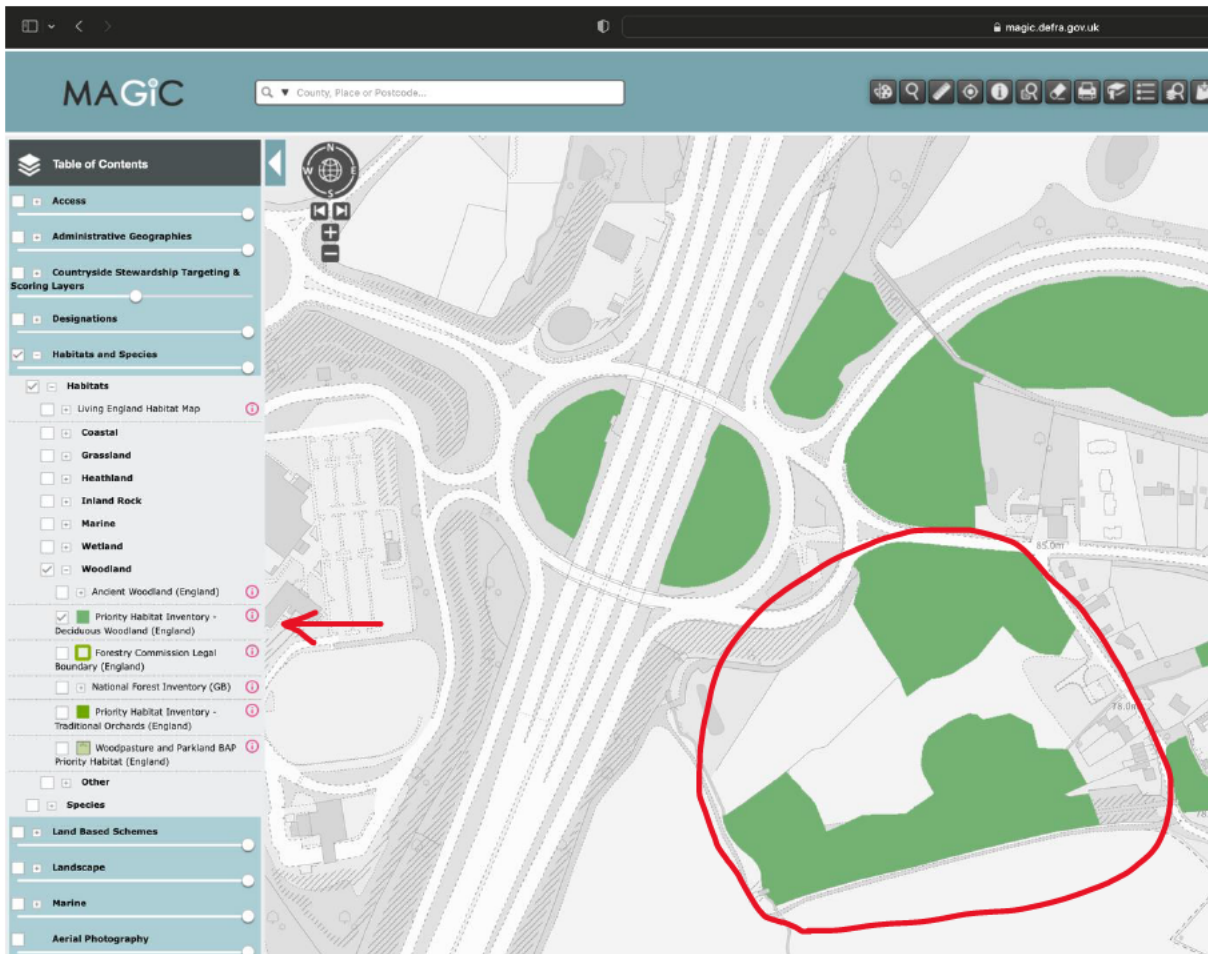 magic.defra.gov.uk
MAGiC
County, Place or Postcode...
Table of Contents
Access
Administrative Geographies
Countryside Stewardship Targeting &
Scoring Layers
Designations
Habitats and Species
Habitats
Living England Habitat Map
Coastal
Grassland
Heathland
Inland Rock
Marine
Wetland
Woodland
Ancient Woodland (England)
Priority Habitat Inventory -
Deciduous Woodland (England)
Forestry Commission Legal
Boundary (England)
National Forest Inventory (GB)
Priority Habitat Inventory -
Traditional Orchards (England)
Woodpasture and Parkland BAP
Priority Habitat (England)
Other
Species
Land Based Schemes
Landscape
Marine
Aerial Photography
N
W
E
S
85.0m
78.0m